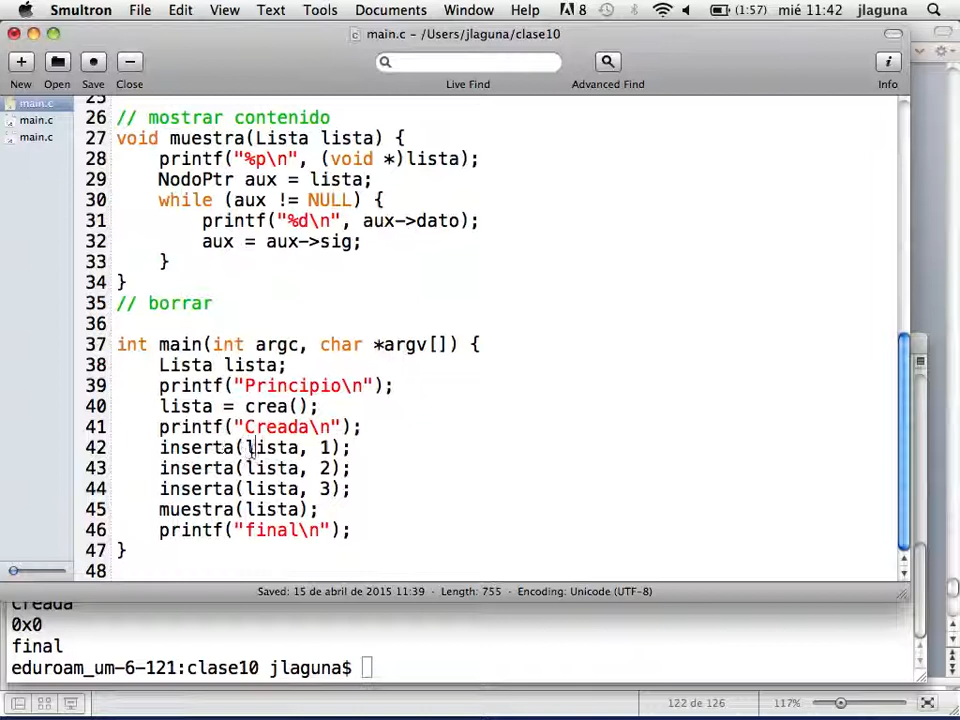 Smultron File Edit View Text Tools Documents Window Help 8 (1:57) mié 11:42 jlaguna
main.c – /Users/jlaguna/clase10
New Open Save Close Live Find Advanced Find Info
main.c
main.c
main.c
25
26 // mostrar contenido
27 void muestra(Lista lista) {
28 printf("%p\n", (void *)lista);
29 NodoPtr aux = lista;
30 while (aux != NULL) {
31 printf("%d\n", aux->dato);
32 aux = aux->sig;
33 }
34 }
35 // borrar
36
37 int main(int argc, char *argv[]) {
38 Lista lista;
39 printf("Principio\n");
40 lista = crea();
41 printf("Creada\n");
42 inserta(lista, 1);
43 inserta(lista, 2);
44 inserta(lista, 3);
45 muestra(lista);
46 printf("final\n");
47 }
48
Saved: 15 de abril de 2015 11:39 • Length: 755 • Encoding: Unicode (UTF-8)
Creada
0x0
final
eduroam_um-6-121:clase10 jlaguna$
122 de 126 117%